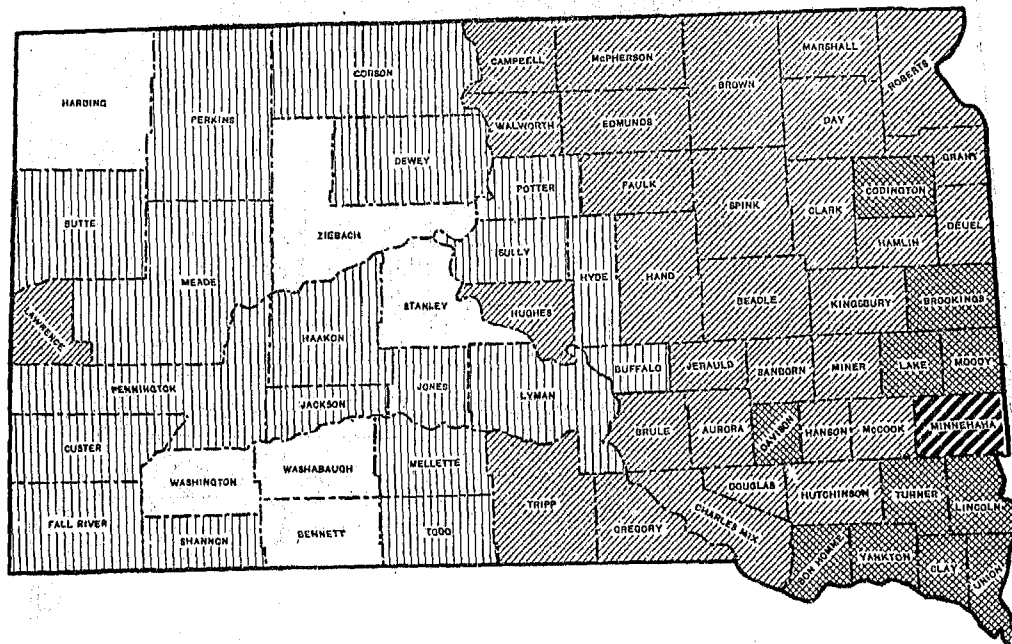 HARDING
PERKINS
CORSON
CAMPBELL
McPHERSON
BROWN
MARSHALL
ROBERTS
WALWORTH
EDMUNDS
DAY
DEWEY
POTTER
FAULK
SPINK
CLARK
CODINGTON
GRANT
BUTTE
ZIEBACH
SULLY
HYDE
HAND
HAMLIN
DEUEL
MEADE
STANLEY
HUGHES
BEADLE
KINGSBURY
BROOKINGS
LAWRENCE
HAAKON
PENNINGTON
JACKSON
JONES
LYMAN
BUFFALO
JERAULD
SANBORN
MINER
LAKE
MOODY
CUSTER
WASHINGTON
WASHABAUGH
MELLETTE
BRULE
AURORA
DAVISON
HANSON
McCOOK
MINNEHAHA
FALL RIVER
SHANNON
BENNETT
TODD
TRIPP
GREGORY
CHARLES MIX
DOUGLAS
HUTCHINSON
TURNER
LINCOLN
BON HOMME
YANKTON
CLAY
UNION